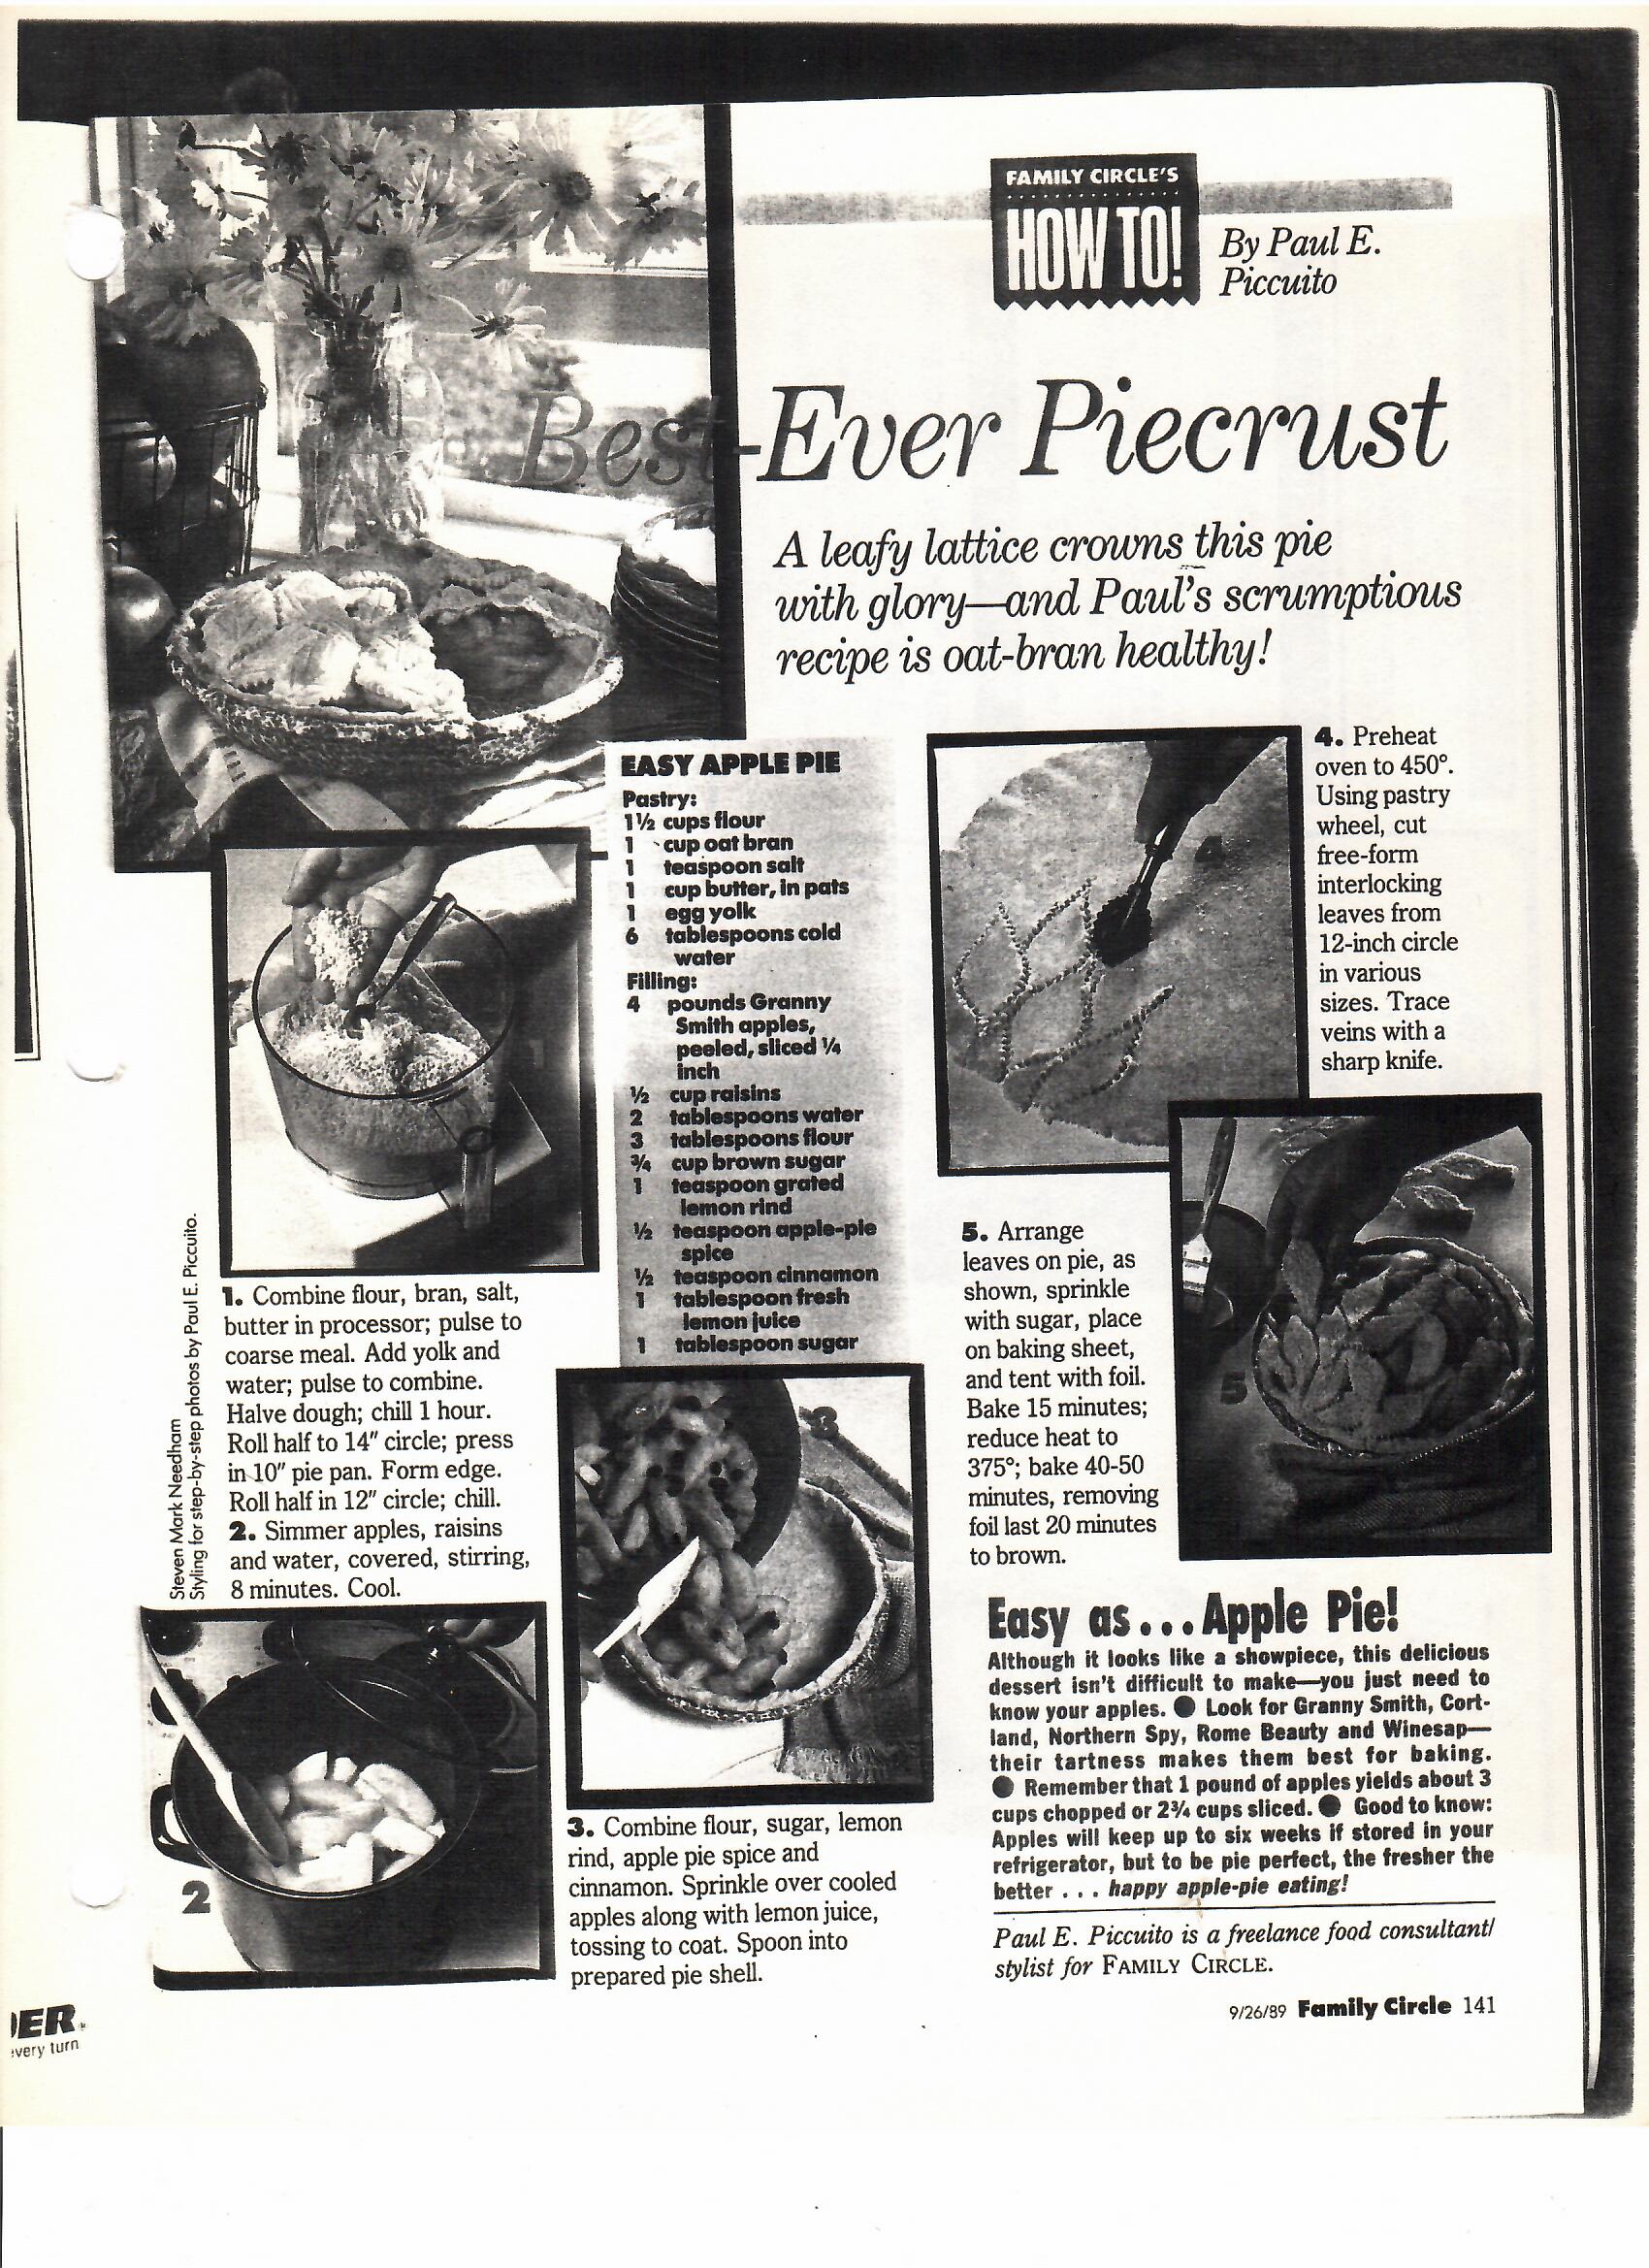 FAMILY CIRCLE'S
HOW TO!
By Paul E.
Piccuito
Best-Ever Piecrust
A leafy lattice crowns this pie
with glory—and Paul's scrumptious
recipe is oat-bran healthy!
EASY APPLE PIE
Pastry:
1½ cups flour
1 cup oat bran
1 teaspoon salt
1 cup butter, in pats
1 egg yolk
6 tablespoons cold
water
Filling:
4 pounds Granny
Smith apples,
peeled, sliced ¼
inch
½ cup raisins
2 tablespoons water
3 tablespoons flour
¾ cup brown sugar
1 teaspoon grated
lemon rind
½ teaspoon apple-pie
spice
½ teaspoon cinnamon
1 tablespoon fresh
lemon juice
1 tablespoon sugar
1
1. Combine flour, bran, salt,
butter in processor; pulse to
coarse meal. Add yolk and
water; pulse to combine.
Halve dough; chill 1 hour.
Roll half to 14" circle; press
in 10" pie pan. Form edge.
Roll half in 12" circle; chill.
2. Simmer apples, raisins
and water, covered, stirring,
8 minutes. Cool.
Steven Mark Needham
Styling for step-by-step photos by Paul E. Piccuito.
2
3
3. Combine flour, sugar, lemon
rind, apple pie spice and
cinnamon. Sprinkle over cooled
apples along with lemon juice,
tossing to coat. Spoon into
prepared pie shell.
4
4. Preheat
oven to 450°.
Using pastry
wheel, cut
free-form
interlocking
leaves from
12-inch circle
in various
sizes. Trace
veins with a
sharp knife.
5
5. Arrange
leaves on pie, as
shown, sprinkle
with sugar, place
on baking sheet,
and tent with foil.
Bake 15 minutes;
reduce heat to
375°; bake 40-50
minutes, removing
foil last 20 minutes
to brown.
Easy as...Apple Pie!
Although it looks like a showpiece, this delicious
dessert isn't difficult to make—you just need to
know your apples. ● Look for Granny Smith, Cort-
land, Northern Spy, Rome Beauty and Winesap—
their tartness makes them best for baking.
● Remember that 1 pound of apples yields about 3
cups chopped or 2¾ cups sliced. ● Good to know:
Apples will keep up to six weeks if stored in your
refrigerator, but to be pie perfect, the fresher the
better . . . happy apple-pie eating!
Paul E. Piccuito is a freelance food consultant/
stylist for FAMILY CIRCLE.
9/26/89 Family Circle 141
DER.
every turn